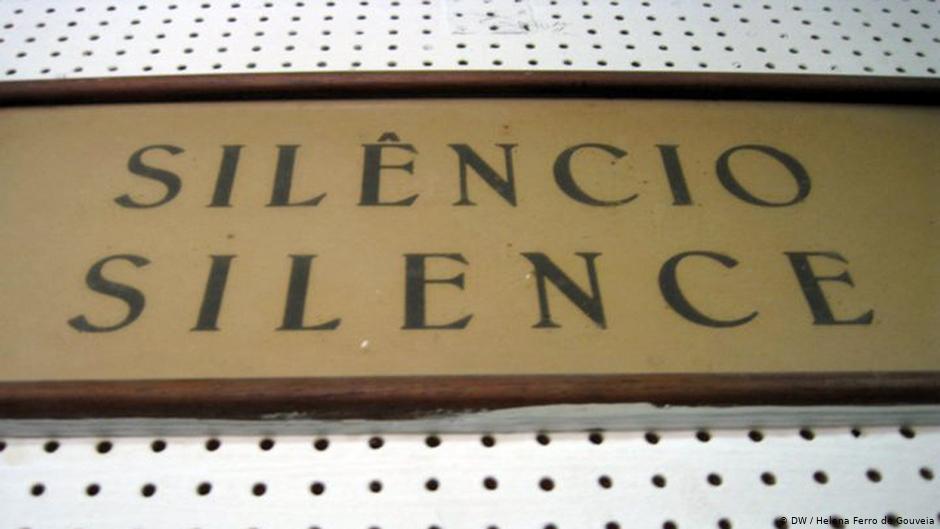 SILÊNCIO
SILENCE
© DW / Helena Ferro de Gouveia